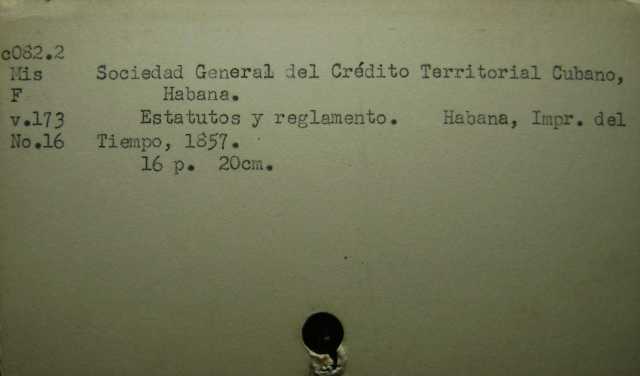 c082.2
Mis Sociedad General del Crédito Territorial Cubano,
F Habana.
v.173 Estatutos y reglamento. Habana, Impr. del
No.16 Tiempo, 1857.
16 p. 20cm.